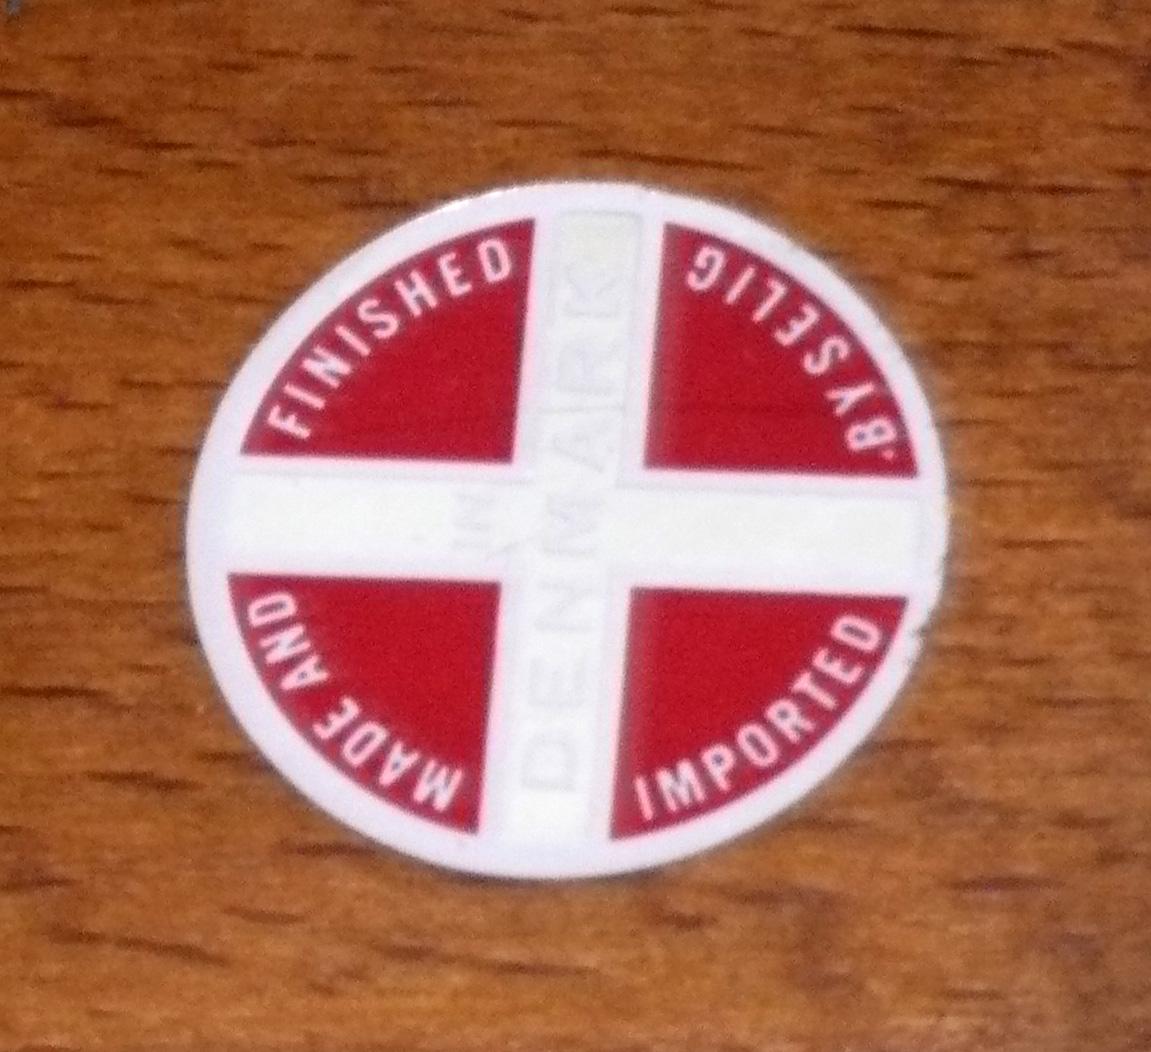 MADE AND
FINISHED
IN
DENMARK
IMPORTED
BY SELIG.